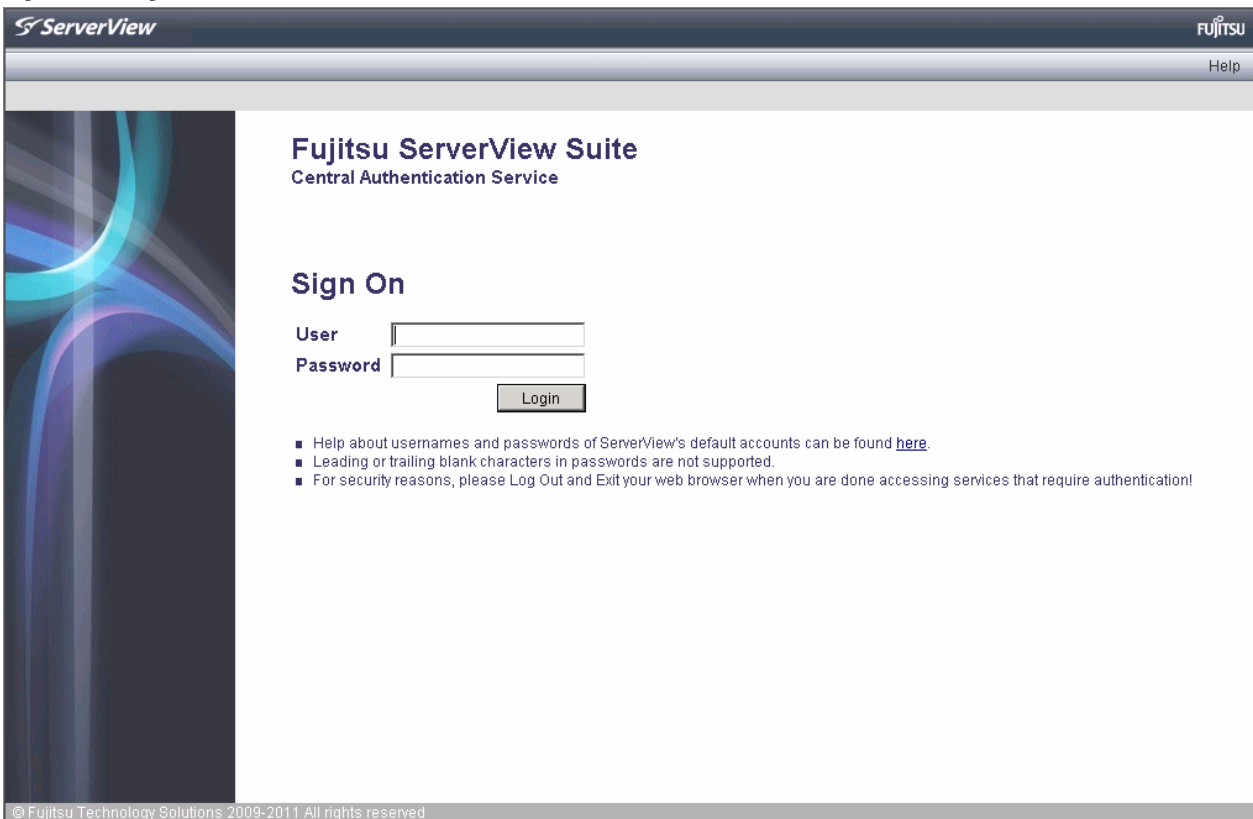 ServerView
FUJITSU
Help
Fujitsu ServerView Suite
Central Authentication Service
Sign On
User
Password
Login
Help about usernames and passwords of ServerView's default accounts can be found here.
Leading or trailing blank characters in passwords are not supported.
For security reasons, please Log Out and Exit your web browser when you are done accessing services that require authentication!
© Fujitsu Technology Solutions 2009-2011 All rights reserved